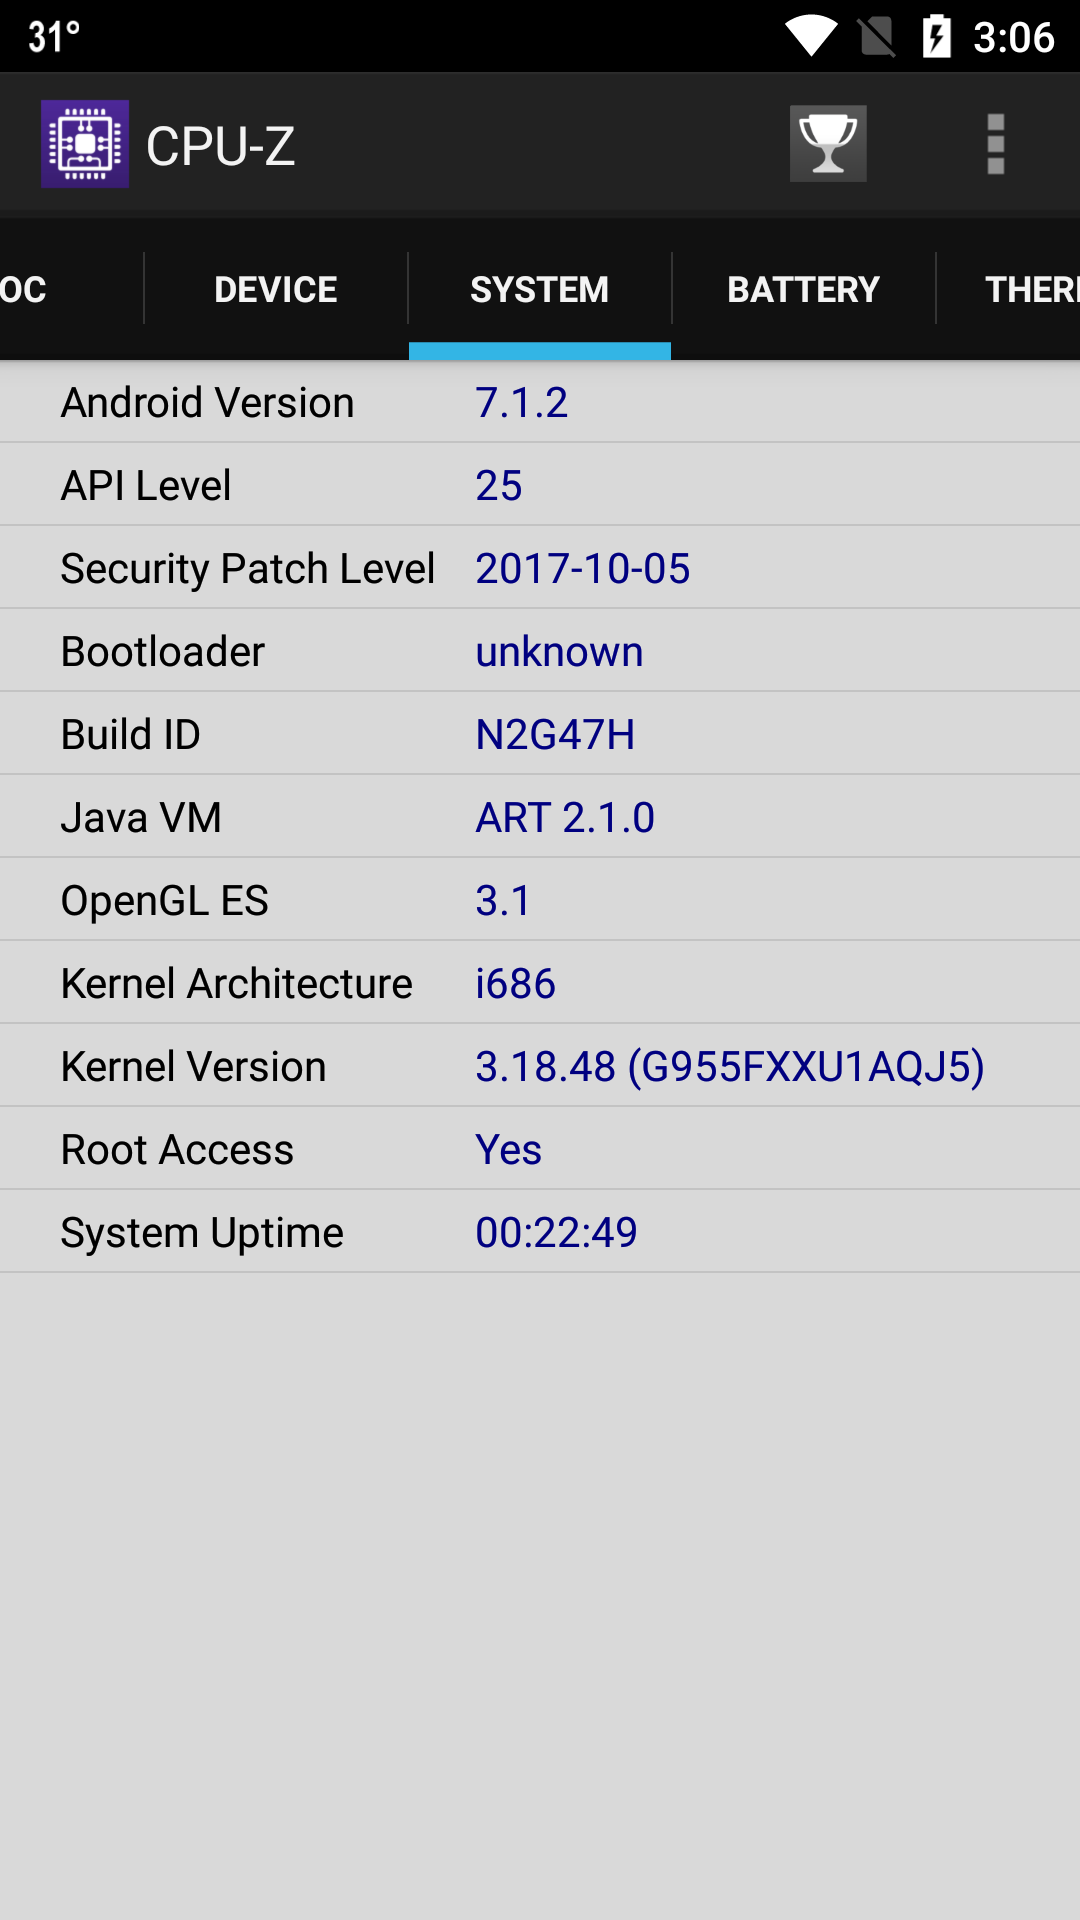 31° 3:06
CPU-Z
OC DEVICE SYSTEM BATTERY THER
Android Version 7.1.2
API Level 25
Security Patch Level 2017-10-05
Bootloader unknown
Build ID N2G47H
Java VM ART 2.1.0
OpenGL ES 3.1
Kernel Architecture i686
Kernel Version 3.18.48 (G955FXXU1AQJ5)
Root Access Yes
System Uptime 00:22:49